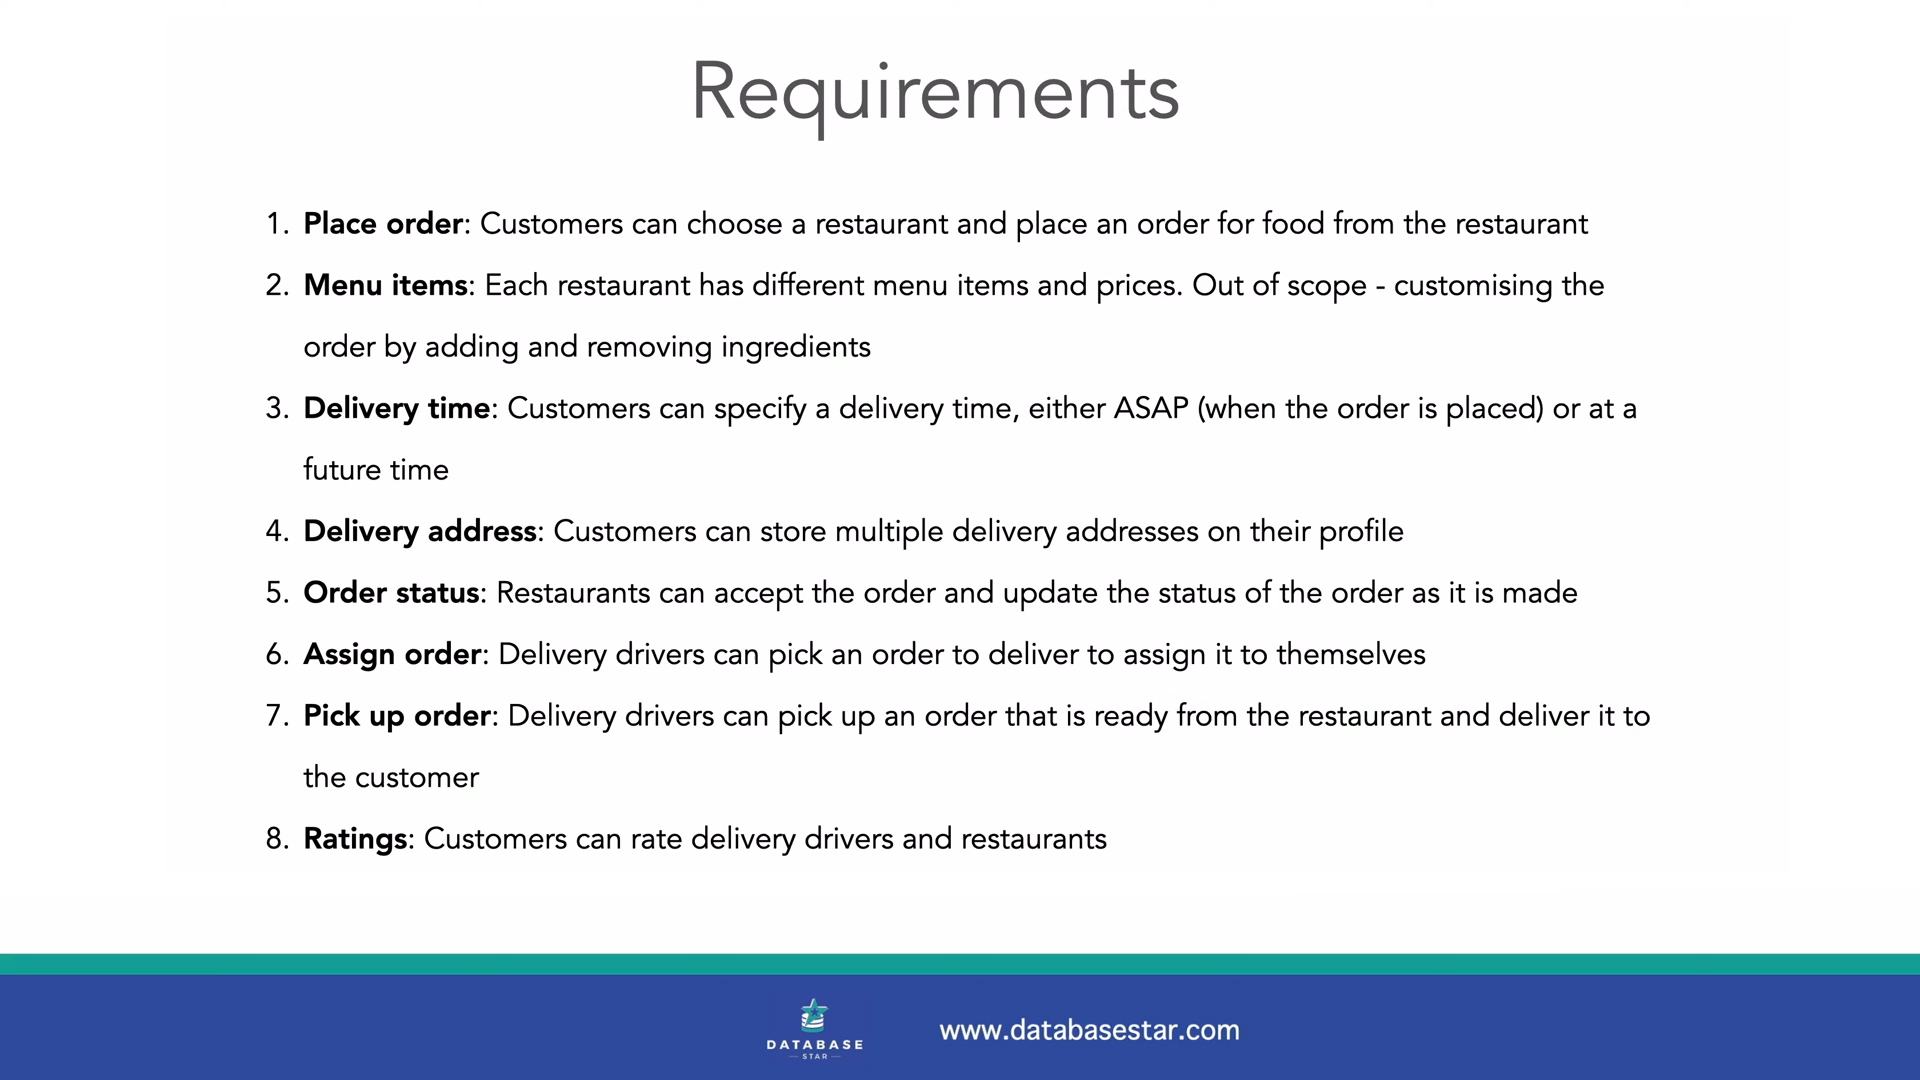 Requirements
1. Place order: Customers can choose a restaurant and place an order for food from the restaurant
2. Menu items: Each restaurant has different menu items and prices. Out of scope - customising the
order by adding and removing ingredients
3. Delivery time: Customers can specify a delivery time, either ASAP (when the order is placed) or at a
future time
4. Delivery address: Customers can store multiple delivery addresses on their profile
5. Order status: Restaurants can accept the order and update the status of the order as it is made
6. Assign order: Delivery drivers can pick an order to deliver to assign it to themselves
7. Pick up order: Delivery drivers can pick up an order that is ready from the restaurant and deliver it to
the customer
8. Ratings: Customers can rate delivery drivers and restaurants
DATABASE
STAR
www.databasestar.com